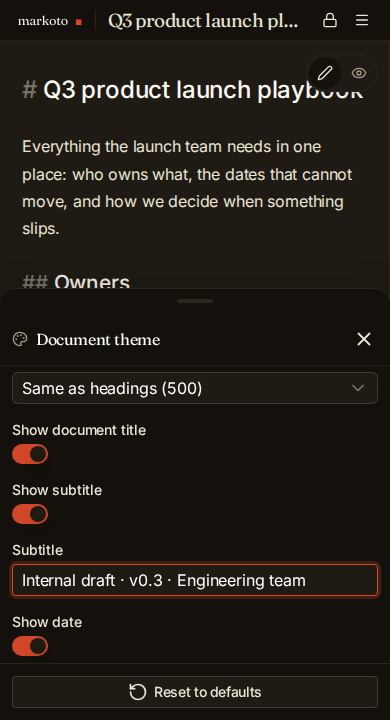 markoto
Q3 product launch pl...
# Q3 product launch playbook
Everything the launch team needs in one
place: who owns what, the dates that cannot
move, and how we decide when something
slips.
## Owners
Document theme
Same as headings (500)
Show document title
Show subtitle
Subtitle
Internal draft · v0.3 · Engineering team
Show date
Reset to defaults